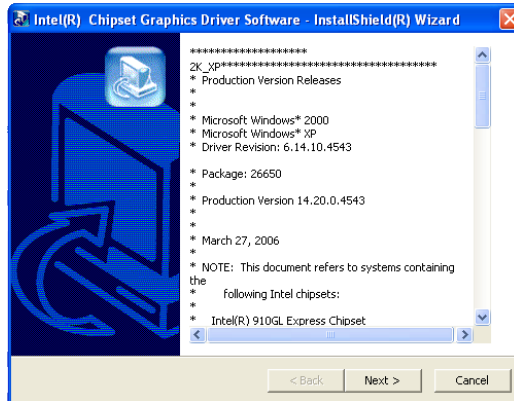 Intel(R) Chipset Graphics Driver Software - InstallShield(R) Wizard
*******************
2K_XP***********************************
* Production Version Releases
*
*
* Microsoft Windows* 2000
* Microsoft Windows* XP
* Driver Revision: 6.14.10.4543
* Package: 26650
*
* Production Version 14.20.0.4543
*
*
* March 27, 2006
*
* NOTE: This document refers to systems containing
the
* following Intel chipsets:
*
* Intel(R) 910GL Express Chipset
< Back
Next >
Cancel